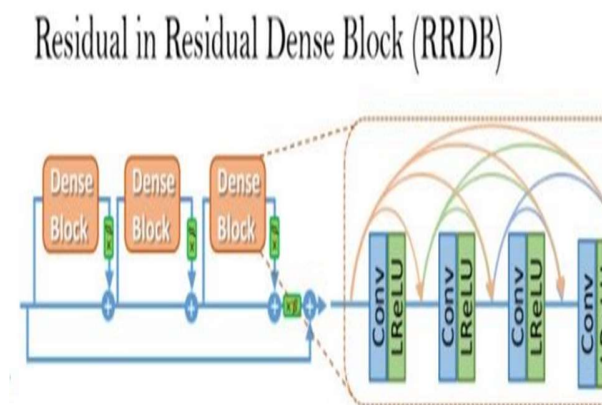 Residual in Residual Dense Block (RRDB)
Dense
Block
Dense
Block
Dense
Block
Conv
LReLU
Conv
LReLU
Conv
LReLU
Conv